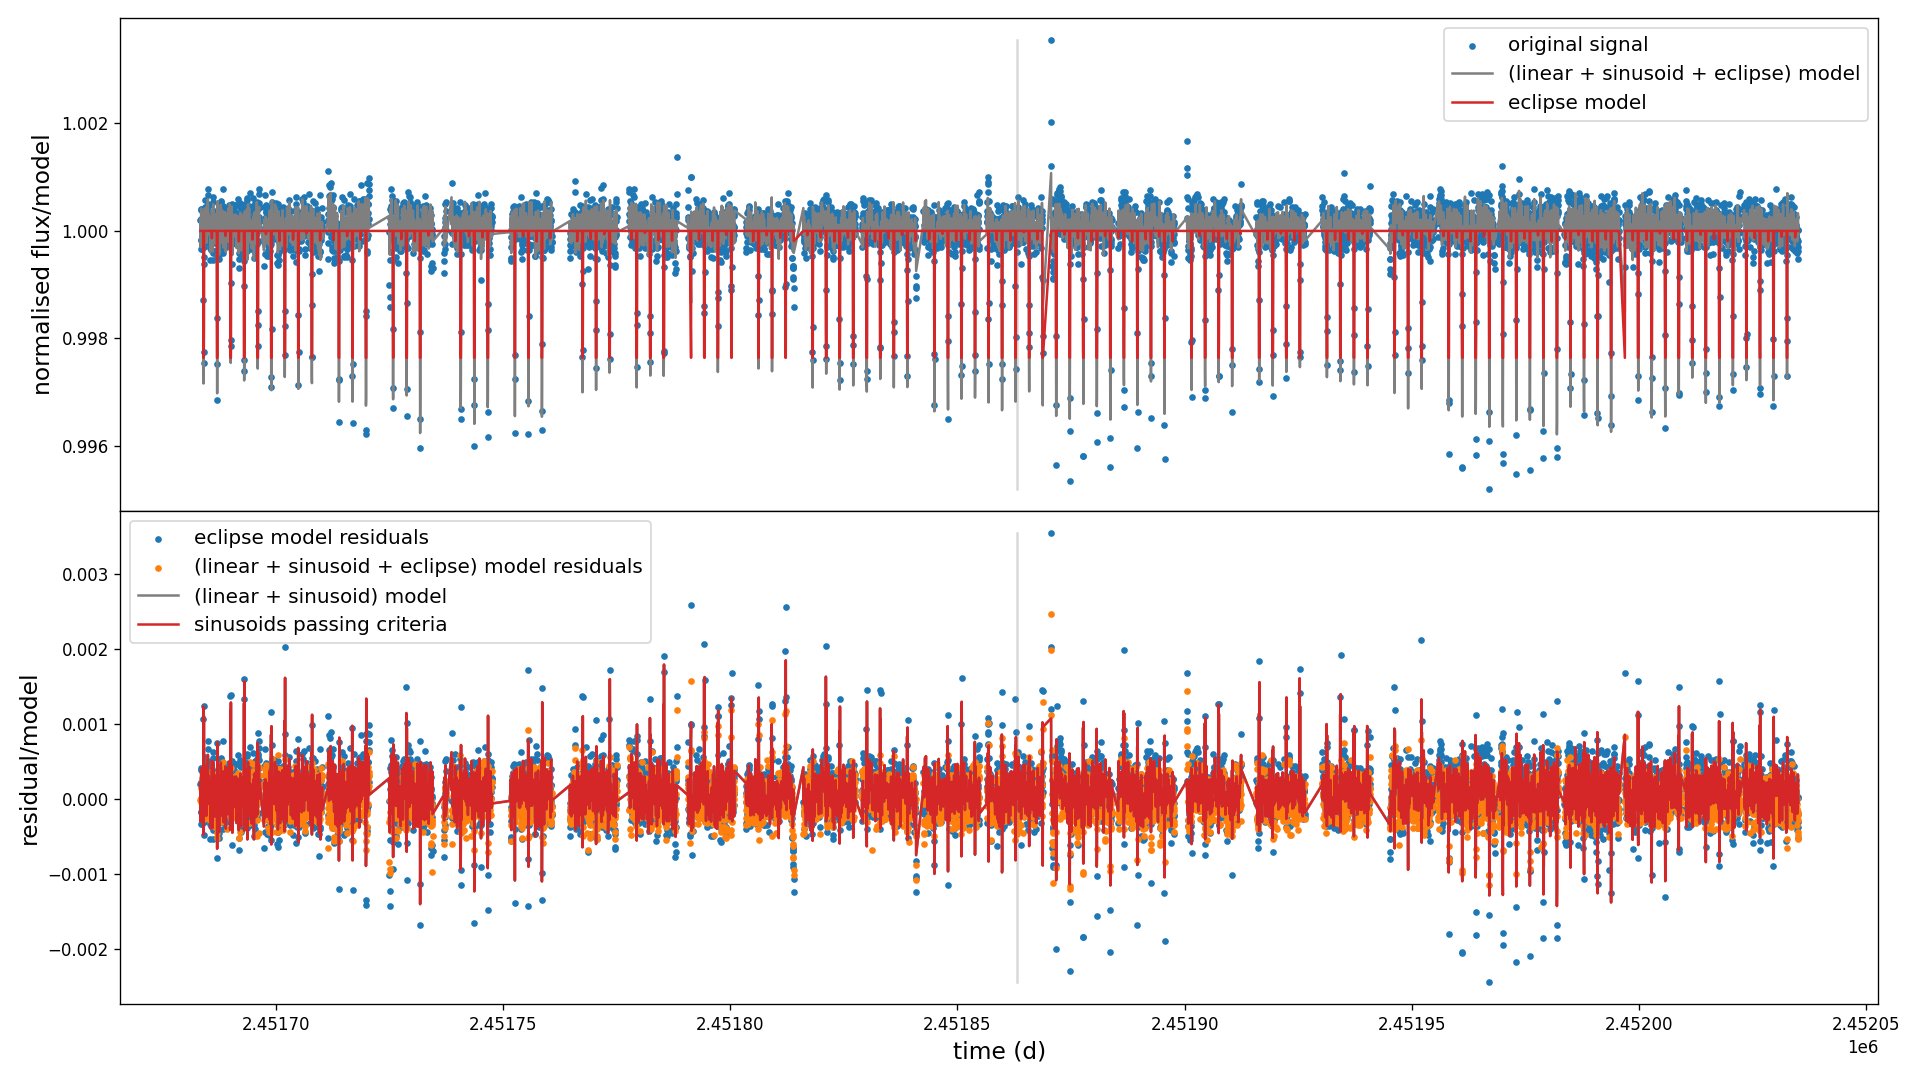 original signal
(linear + sinusoid + eclipse) model
eclipse model
normalised flux/model
1.002
1.000
0.998
0.996
eclipse model residuals
(linear + sinusoid + eclipse) model residuals
(linear + sinusoid) model
sinusoids passing criteria
residual/model
0.003
0.002
0.001
0.000
−0.001
−0.002
2.45170
2.45175
2.45180
2.45185
2.45190
2.45195
2.45200
2.45205
1e6
time (d)